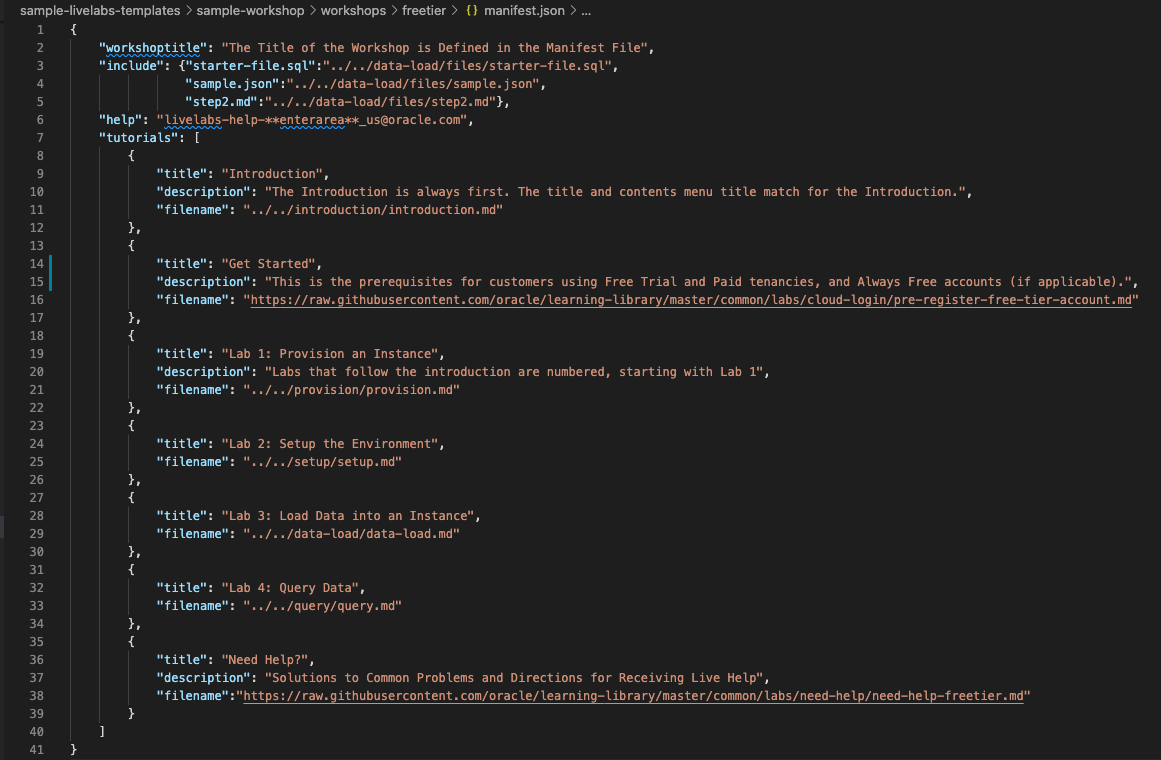 sample-livelabs-templates > sample-workshop > workshops > freetier > {} manifest.json > ...
1 {
2     "workshoptitle": "The Title of the Workshop is Defined in the Manifest File",
3     "include": {"starter-file.sql":"../../data-load/files/starter-file.sql",
4                 "sample.json":"../../data-load/files/sample.json",
5                 "step2.md":"../../data-load/files/step2.md"},
6     "help": "livelabs-help-**enterarea**_us@oracle.com",
7     "tutorials": [
8         {
9             "title": "Introduction",
10             "description": "The Introduction is always first. The title and contents menu title match for the Introduction.",
11             "filename": "../../introduction/introduction.md"
12         },
13         {
14             "title": "Get Started",
15             "description": "This is the prerequisites for customers using Free Trial and Paid tenancies, and Always Free accounts (if applicable).",
16             "filename": "https://raw.githubusercontent.com/oracle/learning-library/master/common/labs/cloud-login/pre-register-free-tier-account.md"
17         },
18         {
19             "title": "Lab 1: Provision an Instance",
20             "description": "Labs that follow the introduction are numbered, starting with Lab 1",
21             "filename": "../../provision/provision.md"
22         },
23         {
24             "title": "Lab 2: Setup the Environment",
25             "filename": "../../setup/setup.md"
26         },
27         {
28             "title": "Lab 3: Load Data into an Instance",
29             "filename": "../../data-load/data-load.md"
30         },
31         {
32             "title": "Lab 4: Query Data",
33             "filename": "../../query/query.md"
34         },
35         {
36             "title": "Need Help?",
37             "description": "Solutions to Common Problems and Directions for Receiving Live Help",
38             "filename":"https://raw.githubusercontent.com/oracle/learning-library/master/common/labs/need-help/need-help-freetier.md"
39         }
40     ]
41 }